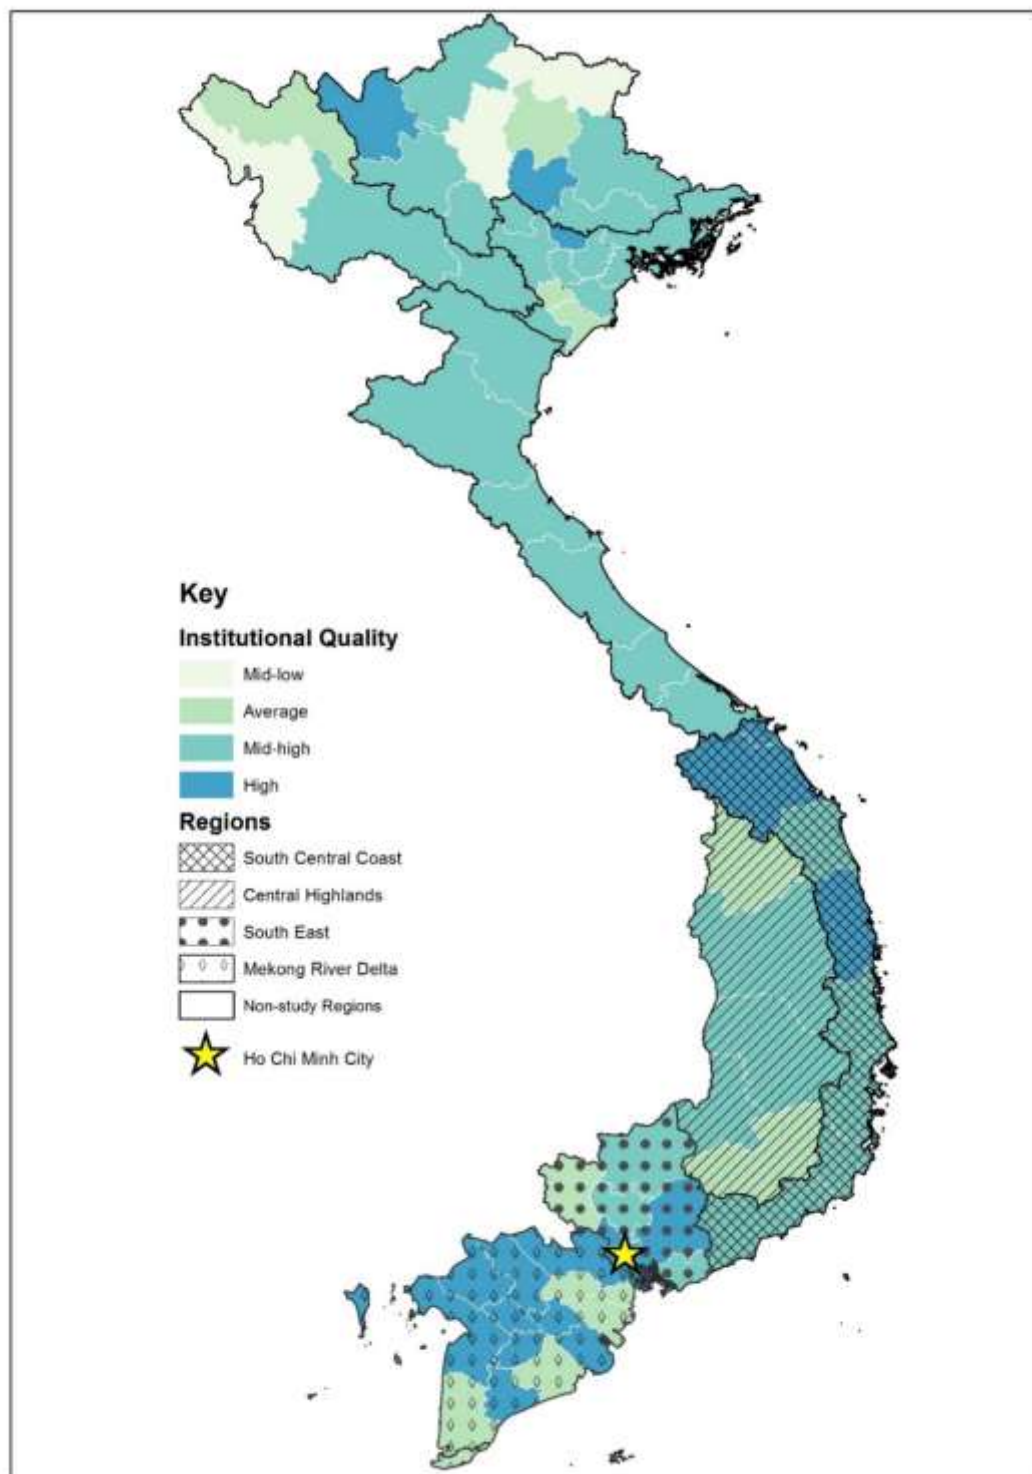 Key
Institutional Quality
Mid-low
Average
Mid-high
High
Regions
South Central Coast
Central Highlands
South East
Mekong River Delta
Non-study Regions
Ho Chi Minh City